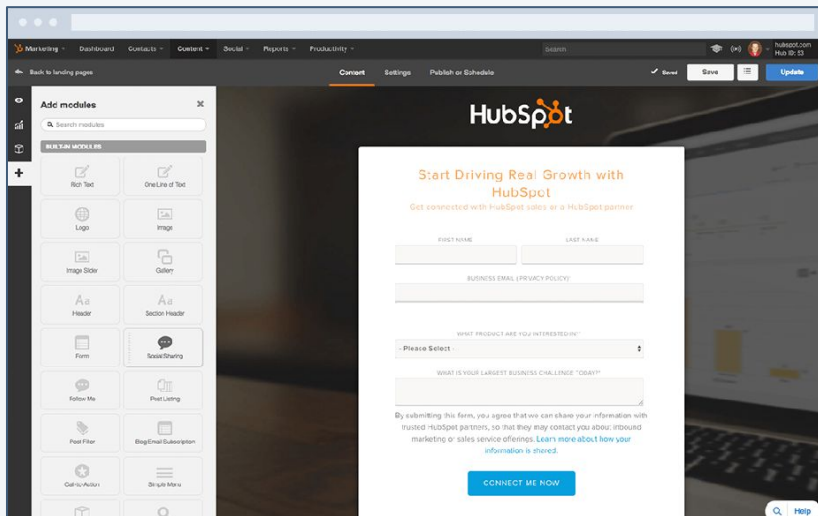 Marketing Dashboard Contacts Content Social Reports Productivity Search hubspot.com
Hub ID: 53
Back to landing pages Content Settings Publish or Schedule Saved Save Update
Add modules
Search modules
BUILT-IN MODULES
Rich Text One Line of Text
Logo Image
Image Slider Gallery
Header Section Header
Form Social Sharing
Follow Me Post Listing
Post Filter Blog Email Subscription
Call-to-Action Simple Menu
HubSpot
Start Driving Real Growth with
HubSpot
Get connected with HubSpot sales or a HubSpot partner
FIRST NAME LAST NAME
BUSINESS EMAIL (PRIVACY POLICY)*
WHAT PRODUCT ARE YOU INTERESTED IN?*
- Please Select -
WHAT IS YOUR LARGEST BUSINESS CHALLENGE TODAY?*
By submitting this form, you agree that we can share your information with
trusted HubSpot partners, so that they may contact you about inbound
marketing or sales service offerings. Learn more about how your
information is shared.
CONNECT ME NOW
Help